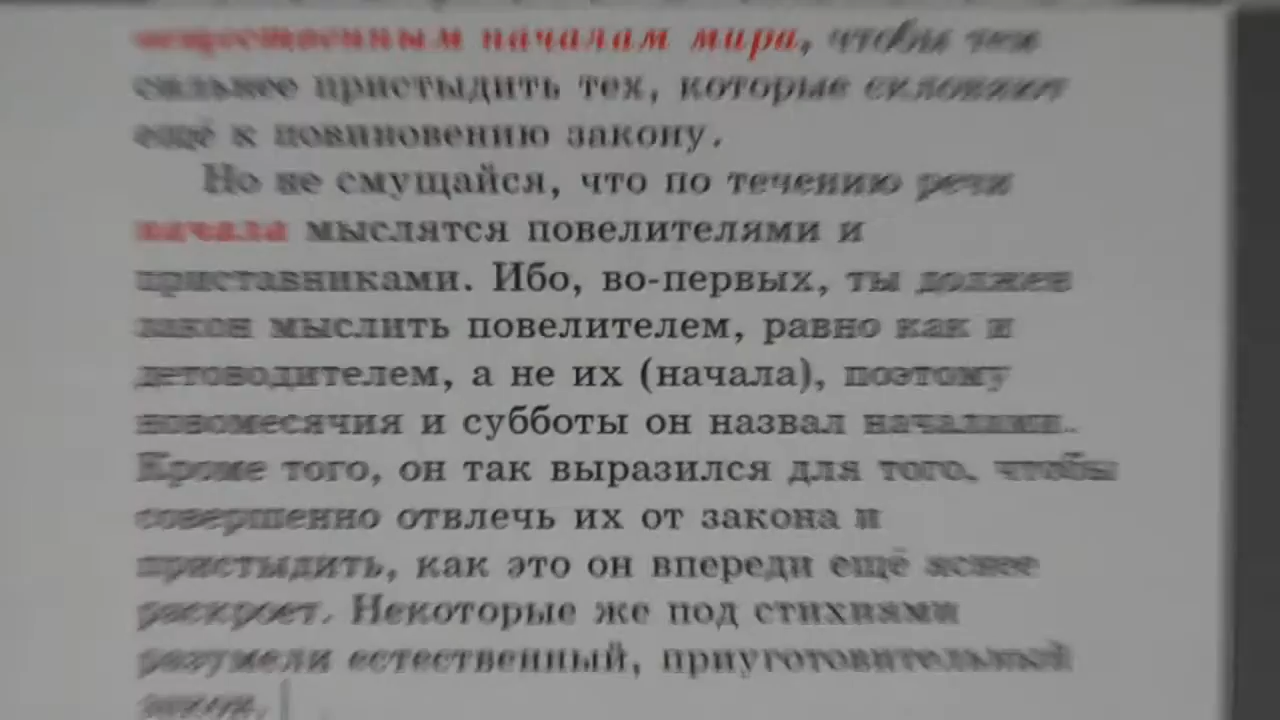 вещественным началам мира, чтобы тем
сильнее пристыдить тех, которые склоняют
ещё к повиновению закону.
Но не смущайся, что по течению речи
начала мыслятся повелителями и
приставниками. Ибо, во-первых, ты должен
закон мыслить повелителем, равно как и
детоводителем, а не их (начала), поэтому
новомесячия и субботы он назвал началами.
Кроме того, он так выразился для того, чтобы
совершенно отвлечь их от закона и
пристыдить, как это он впереди ещё яснее
раскроет. Некоторые же под стихиями
разумели естественный, приуготовительный
закон.